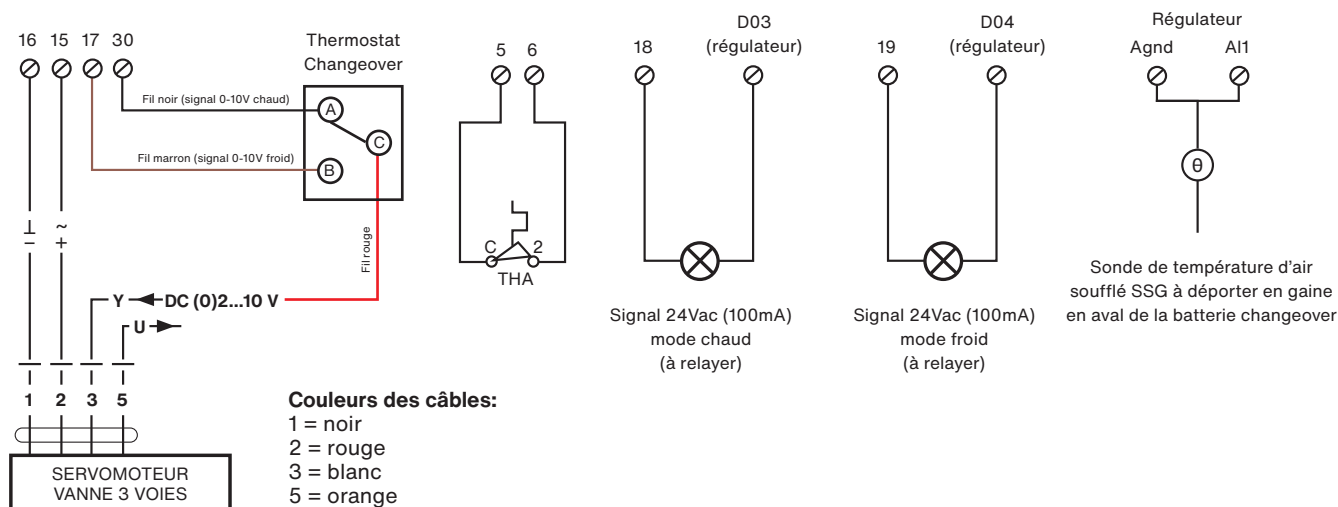 16 15 17 30
Thermostat
Changeover
Fil noir (signal 0-10V chaud)
A
C
Fil marron (signal 0-10V froid)
B
Fil rouge
⊥ ~
− +
Y DC (0)2...10 V
U
1 2 3 5
SERVOMOTEUR
VANNE 3 VOIES
Couleurs des câbles:
1 = noir
2 = rouge
3 = blanc
5 = orange
5 6
C 2
THA
18
D03
(régulateur)
Signal 24Vac (100mA)
mode chaud
(à relayer)
19
D04
(régulateur)
Signal 24Vac (100mA)
mode froid
(à relayer)
Régulateur
Agnd AI1
θ
Sonde de température d’air
soufflé SSG à déporter en gaine
en aval de la batterie changeover